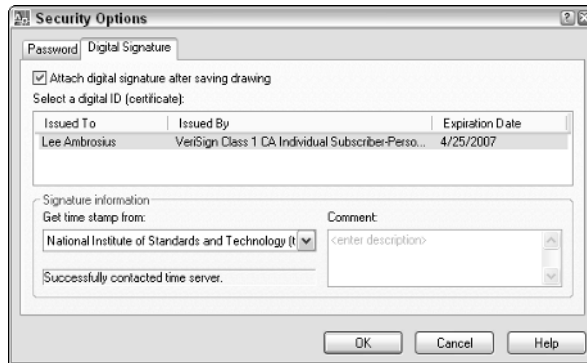 Security Options
Password Digital Signature
Attach digital signature after saving drawing
Select a digital ID (certificate):
Issued To Issued By Expiration Date
Lee Ambrosius VeriSign Class 1 CA Individual Subscriber-Perso... 4/25/2007
Signature information
Get time stamp from: Comment:
National Institute of Standards and Technology (t <enter description>
Successfully contacted time server.
OK Cancel Help